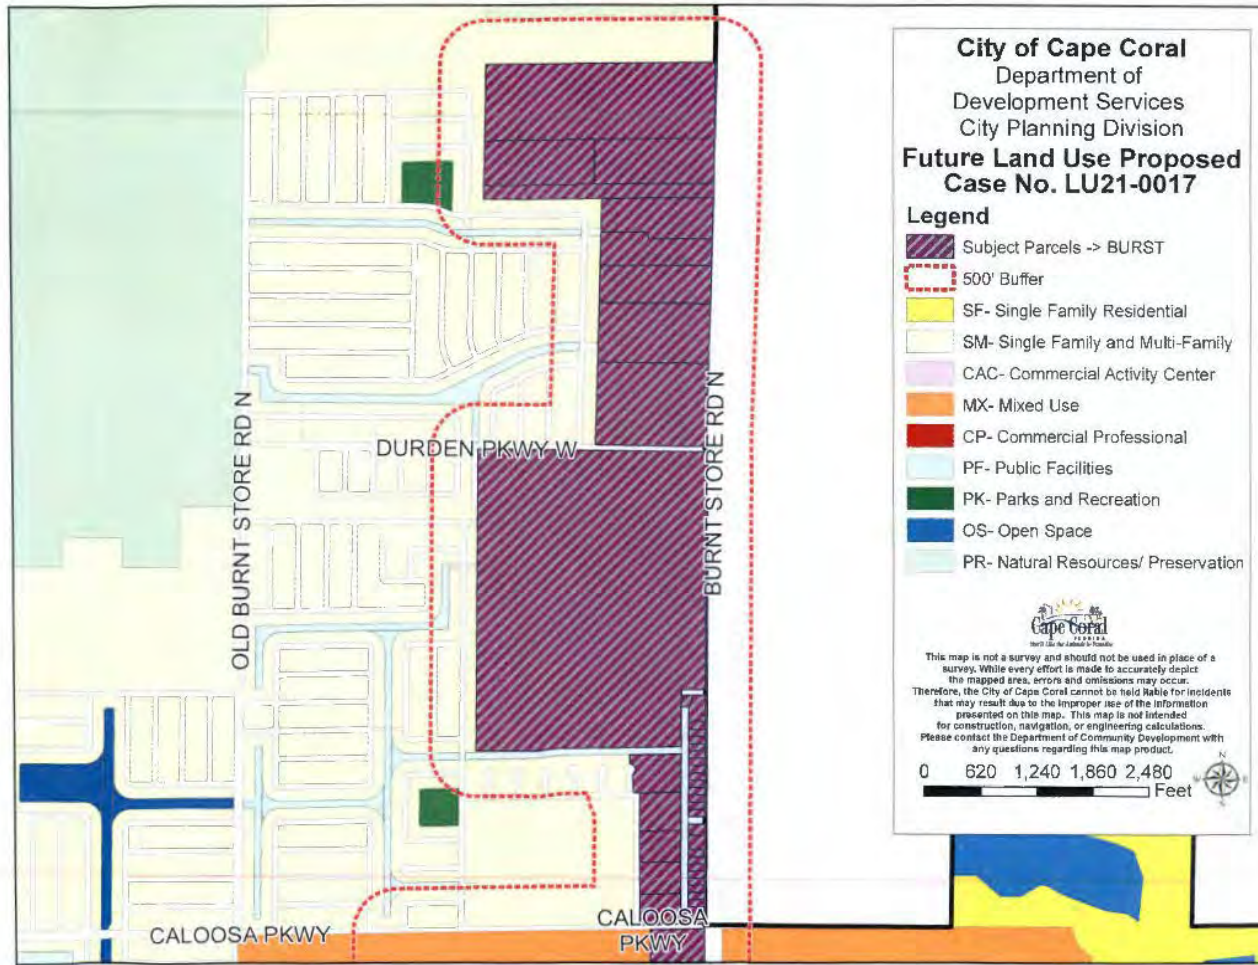 City of Cape Coral
Department of
Development Services
City Planning Division
Future Land Use Proposed
Case No. LU21-0017
Legend
Subject Parcels -> BURST
500' Buffer
SF- Single Family Residential
SM- Single Family and Multi-Family
CAC- Commercial Activity Center
MX- Mixed Use
CP- Commercial Professional
PF- Public Facilities
PK- Parks and Recreation
OS- Open Space
PR- Natural Resources/ Preservation
Cape Coral
FLORIDA
This map is not a survey and should not be used in place of a
survey. While every effort is made to accurately depict
the mapped area, errors and omissions may occur.
Therefore, the City of Cape Coral cannot be held liable for incidents
that may result due to the improper use of the information
presented on this map. This map is not intended
for construction, navigation, or engineering calculations.
Please contact the Department of Community Development with
any questions regarding this map product.
0 620 1,240 1,860 2,480
Feet
N
W
E
S
OLD BURNT STORE RD N
DURDEN PKWY W
BURNT STORE RD N
CALOOSA PKWY
CALOOSA
PKWY